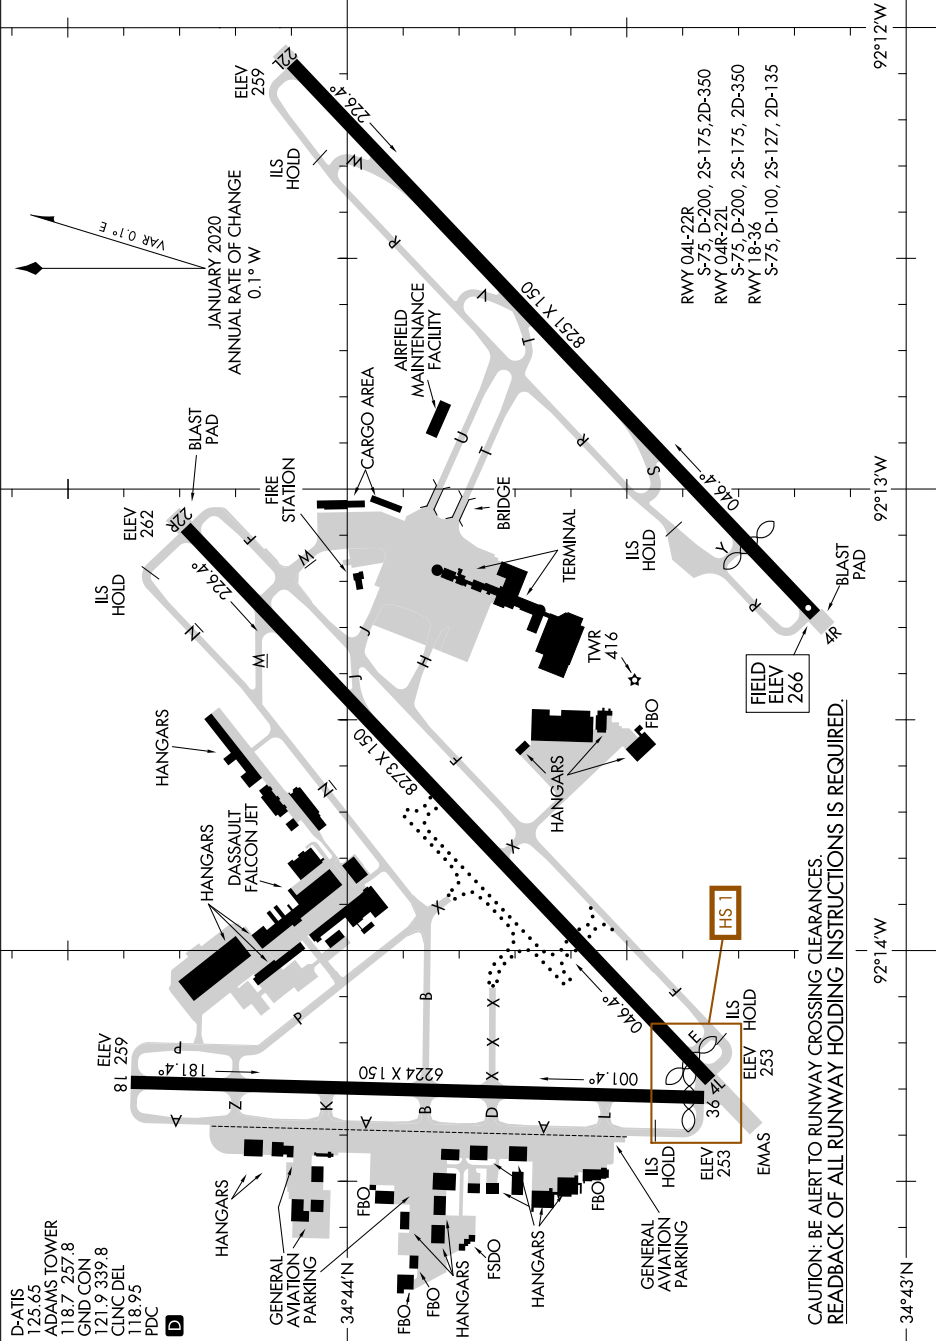 D-ATIS
125.65
ADAMS TOWER
118.7 257.8
GND CON
121.9 339.8
CLNC DEL
118.95
PDC
D
JANUARY 2020
ANNUAL RATE OF CHANGE
0.1° W
VAR 0.1° E
ELEV
259
22L
226.4°
ILS
HOLD
W
R
V
T
8251 X 150
AIRFIELD
MAINTENANCE
FACILITY
CARGO AREA
FIRE
STATION
BLAST
PAD
ELEV
262
22R
226.4°
ILS
HOLD
F
W
N
W
J
J
H
U
T
BRIDGE
TERMINAL
TWR
416
R
S
046.4°
ILS
HOLD
Y
R
BLAST
PAD
4R
FIELD
ELEV
266
RWY 04L-22R
S-75, D-200, 2S-175,2D-350
RWY 04R-22L
S-75, D-200, 2S-175, 2D-350
RWY 18-36
S-75, D-100, 2S-127, 2D-135
HANGARS
HANGARS
DASSAULT
FALCON JET
N
8273 X 150
F
X
HANGARS
FBO
X
B
X
X
X
P
P
ELEV
259
18
181.4°
6224 X 150
001.4°
046.4°
A
Z
K
A
B
D
A
L
F
E
HS 1
ILS
HOLD
ELEV
253
36
4L
ILS
HOLD
ELEV
253
EMAS
HANGARS
GENERAL
AVIATION
PARKING
FBO
FBO
FBO
HANGARS
FSDO
HANGARS
FBO
GENERAL
AVIATION
PARKING
34°44'N
34°43'N
92°14'W
92°13'W
92°12'W
CAUTION: BE ALERT TO RUNWAY CROSSING CLEARANCES.
READBACK OF ALL RUNWAY HOLDING INSTRUCTIONS IS REQUIRED.